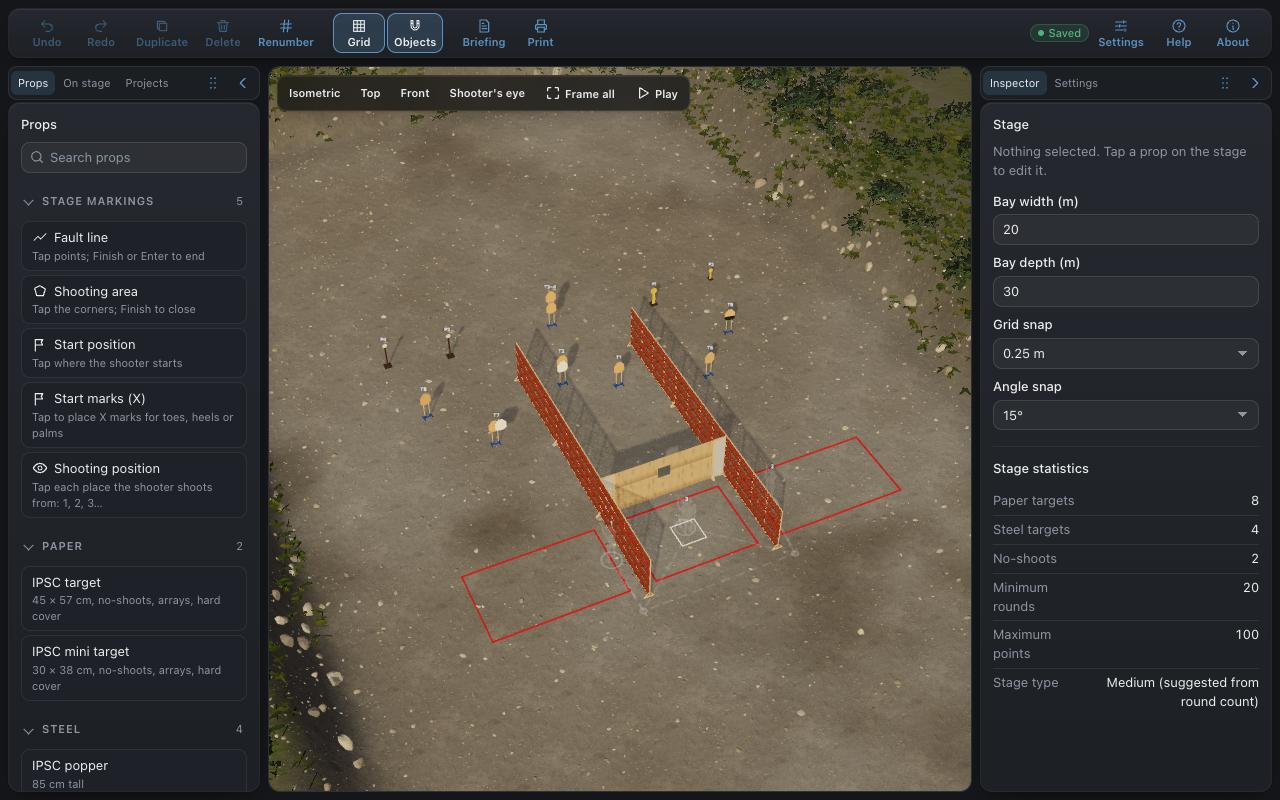 Undo
Redo
Duplicate
Delete
Renumber
Grid
Objects
Briefing
Print
Saved
Settings
Help
About
Props
On stage
Projects
Props
Search props
STAGE MARKINGS
5
Fault line
Tap points; Finish or Enter to end
Shooting area
Tap the corners; Finish to close
Start position
Tap where the shooter starts
Start marks (X)
Tap to place X marks for toes, heels or
palms
Shooting position
Tap each place the shooter shoots
from: 1, 2, 3…
PAPER
2
IPSC target
45 × 57 cm, no-shoots, arrays, hard
cover
IPSC mini target
30 × 38 cm, no-shoots, arrays, hard
cover
STEEL
4
IPSC popper
85 cm tall
Isometric
Top
Front
Shooter's eye
Frame all
Play
Inspector
Settings
Stage
Nothing selected. Tap a prop on the stage
to edit it.
Bay width (m)
20
Bay depth (m)
30
Grid snap
0.25 m
Angle snap
15°
Stage statistics
Paper targets
8
Steel targets
4
No-shoots
2
Minimum
rounds
20
Maximum
points
100
Stage type
Medium (suggested from
round count)